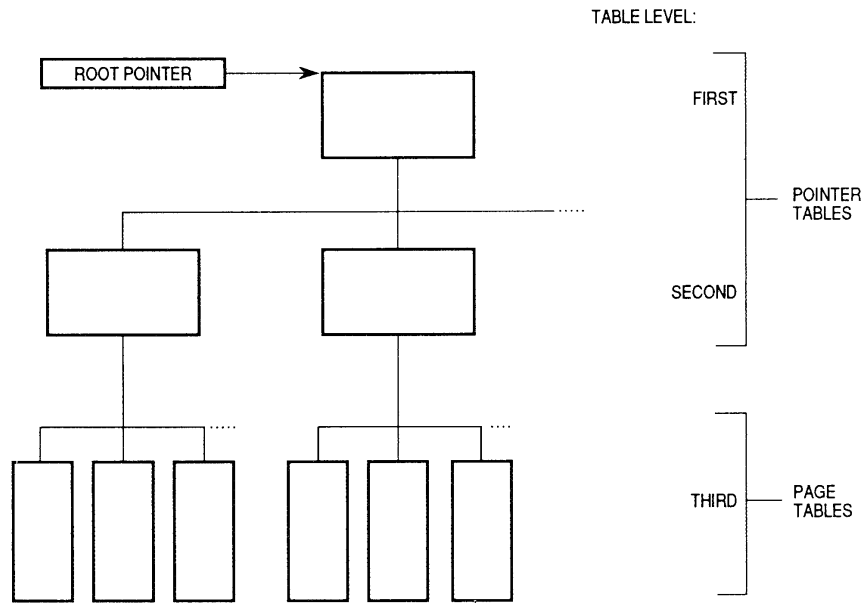 TABLE LEVEL:
ROOT POINTER
FIRST
POINTER
TABLES
SECOND
THIRD
PAGE
TABLES